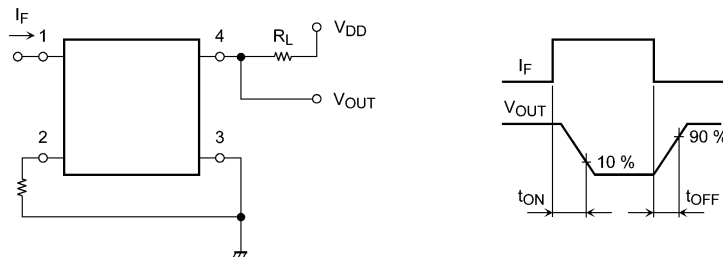 I_F
1
4
R_L
V_DD
V_OUT
2
3
I_F
V_OUT
10 %
90 %
t_ON
t_OFF